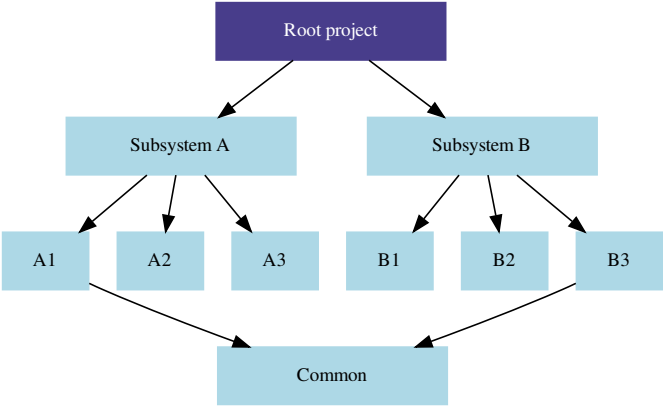 Root project
Subsystem A
Subsystem B
A1
A2
A3
B1
B2
B3
Common